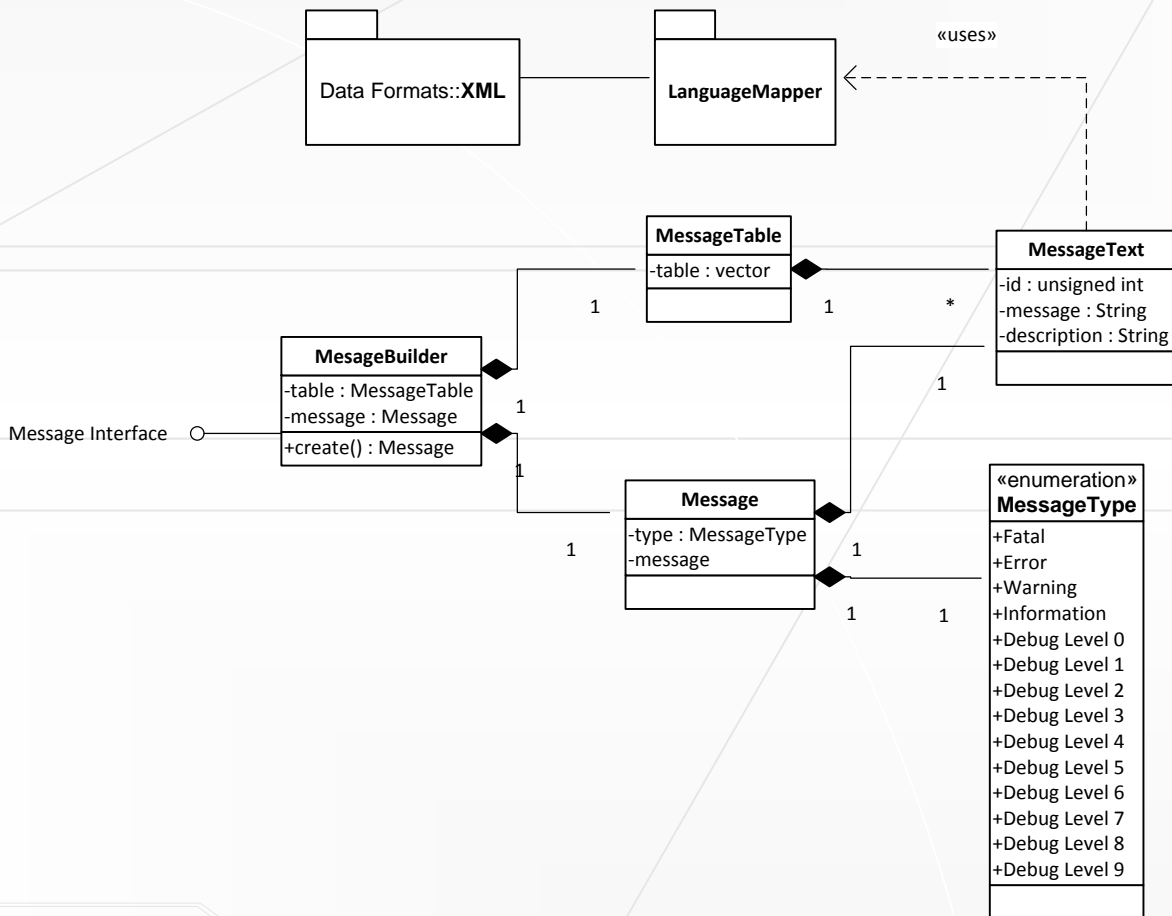 «uses»
Data Formats::XML
LanguageMapper
MessageTable
-table : vector
MessageText
-id : unsigned int
-message : String
-description : String
1
1
*
MesageBuilder
-table : MessageTable
-message : Message
+create() : Message
Message Interface
1
1
1
1
Message
-type : MessageType
-message
1
1
1
«enumeration»
MessageType
+Fatal
+Error
+Warning
+Information
+Debug Level 0
+Debug Level 1
+Debug Level 2
+Debug Level 3
+Debug Level 4
+Debug Level 5
+Debug Level 6
+Debug Level 7
+Debug Level 8
+Debug Level 9